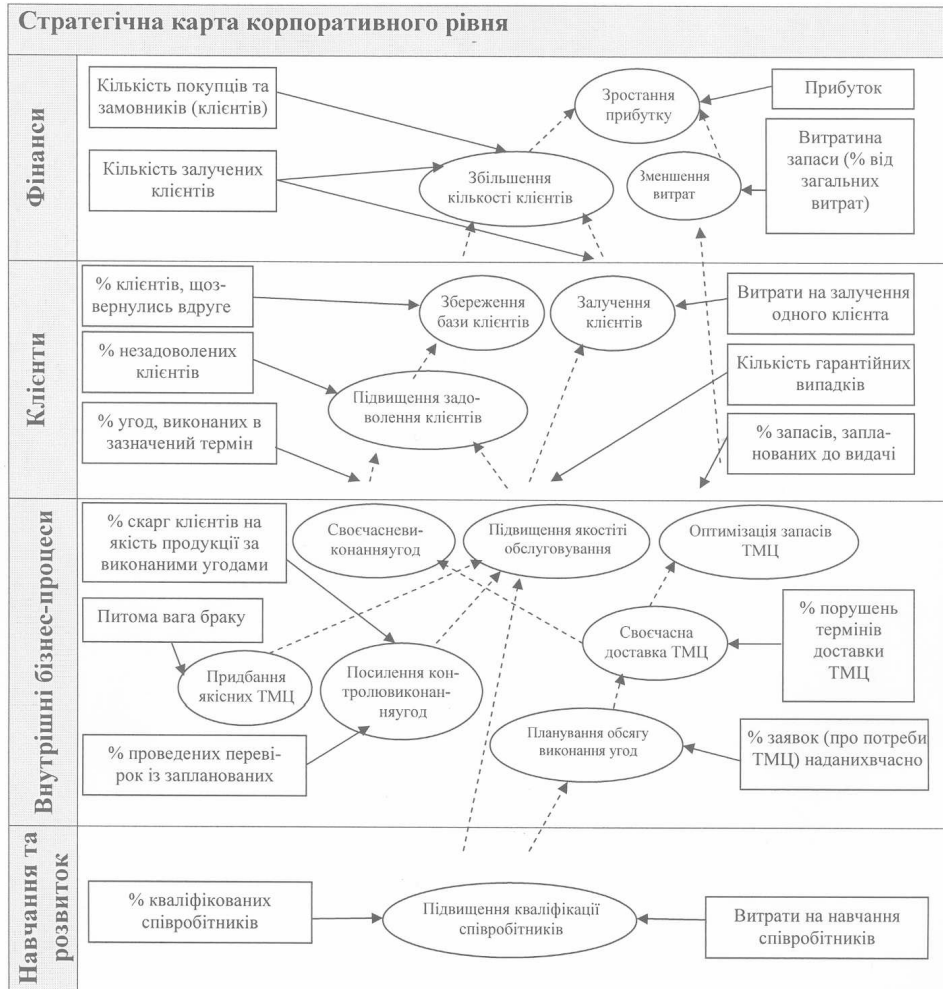 Стратегічна карта корпоративного рівня
Фінанси
Кількість покупців та
замовників (клієнтів)
Кількість залучених
клієнтів
Зростання
прибутку
Збільшення
кількості клієнтів
Зменшення
витрат
Прибуток
Витратина
запаси (% від
загальних
витрат)
Клієнти
% клієнтів, щоз-
вернулись вдруге
% незадоволених
клієнтів
% угод, виконаних в
зазначений термін
Збереження
бази клієнтів
Залучення
клієнтів
Підвищення задо-
волення клієнтів
Витрати на залучення
одного клієнта
Кількість гарантійних
випадків
% запасів, запла-
нованих до видачі
Внутрішні бізнес-процеси
% скарг клієнтів на
якість продукції за
виконаними угодами
Своєчасневи-
конанняугод
Підвищення якостіті
обслуговування
Оптимізація запасів
ТМЦ
Питома вага браку
Придбання
якісних ТМЦ
Посилення кон-
тролювиконан-
няугод
Своєчасна
доставка ТМЦ
% порушень
термінів
доставки
ТМЦ
% проведених переві-
рок із запланованих
Планування обсягу
виконання угод
% заявок (про потреби
ТМЦ) наданихвчасно
Навчання та
розвиток
% кваліфікованих
співробітників
Підвищення кваліфікації
співробітників
Витрати на навчання
співробітників